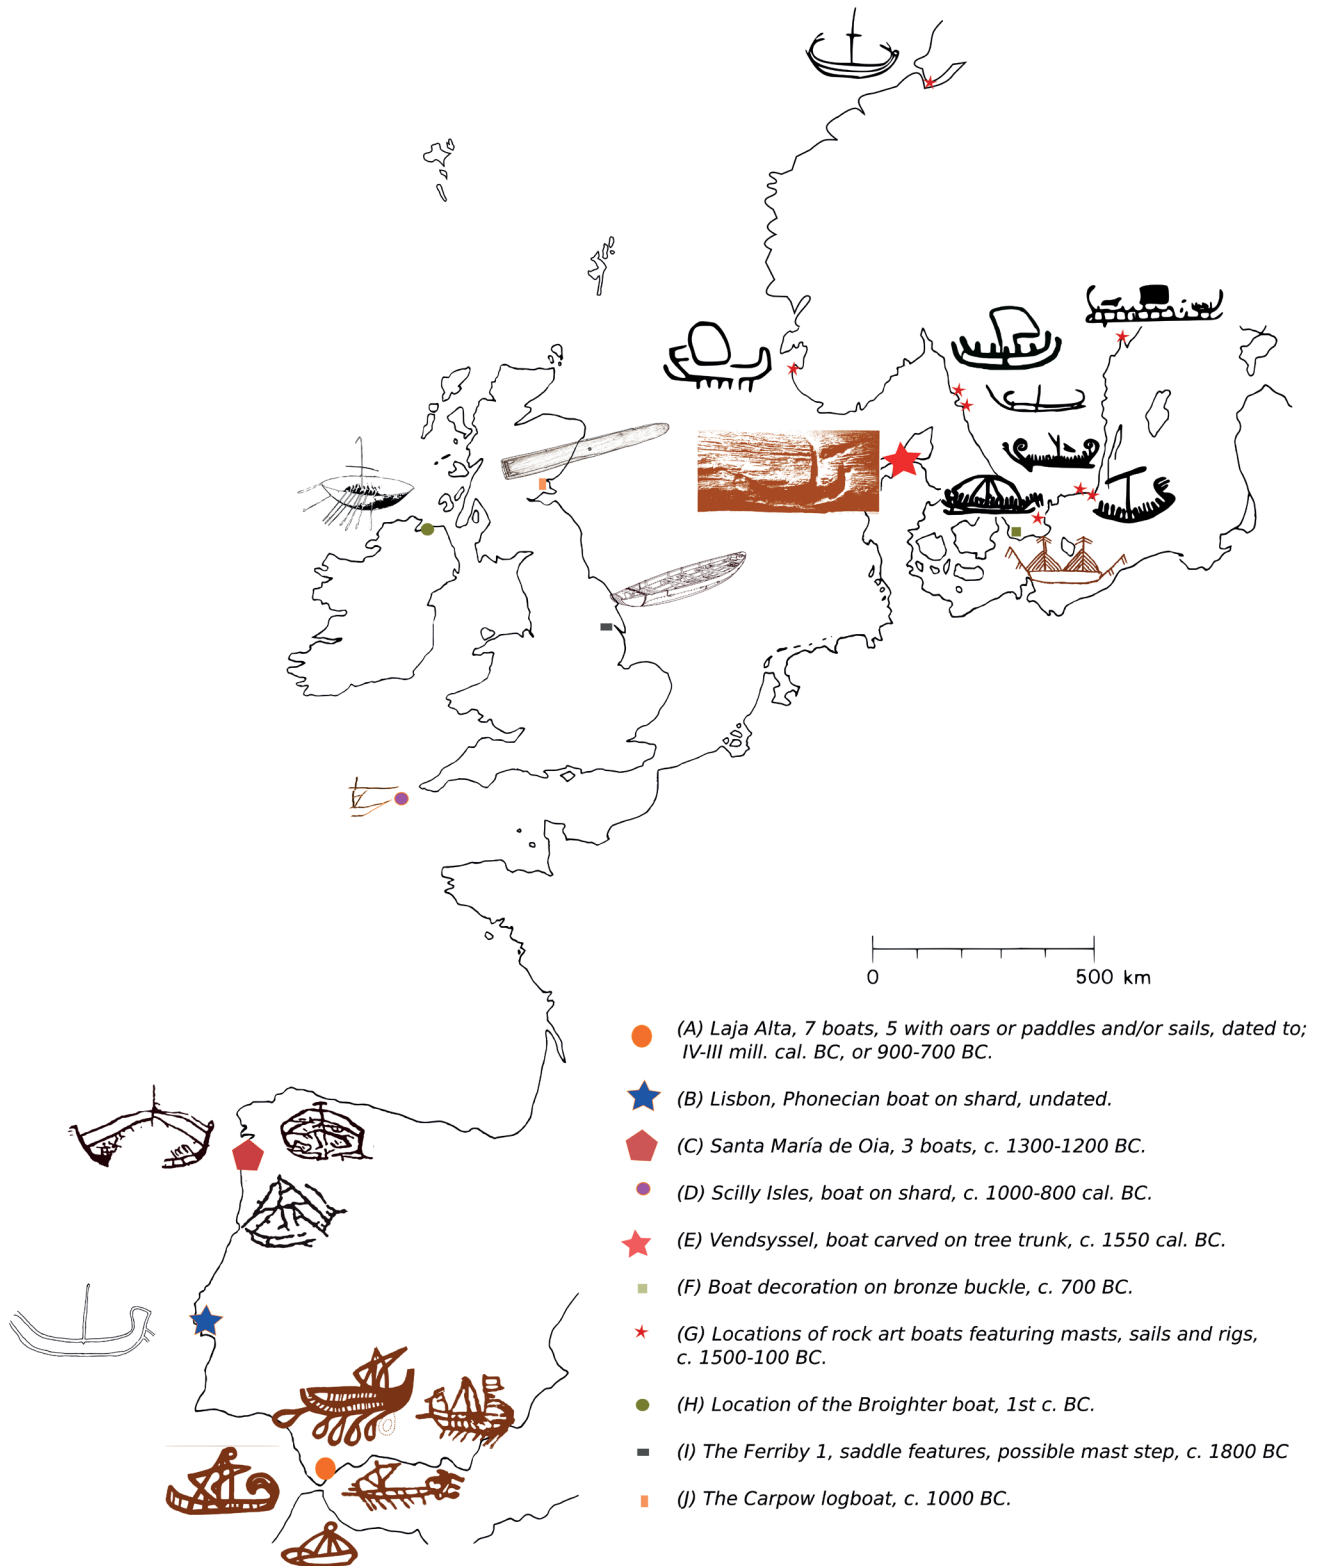 0 500 km
(A) Laja Alta, 7 boats, 5 with oars or paddles and/or sails, dated to;
IV-III mill. cal. BC, or 900-700 BC.
(B) Lisbon, Phonecian boat on shard, undated.
(C) Santa María de Oia, 3 boats, c. 1300-1200 BC.
(D) Scilly Isles, boat on shard, c. 1000-800 cal. BC.
(E) Vendsyssel, boat carved on tree trunk, c. 1550 cal. BC.
(F) Boat decoration on bronze buckle, c. 700 BC.
(G) Locations of rock art boats featuring masts, sails and rigs,
c. 1500-100 BC.
(H) Location of the Broighter boat, 1st c. BC.
(I) The Ferriby 1, saddle features, possible mast step, c. 1800 BC
(J) The Carpow logboat, c. 1000 BC.